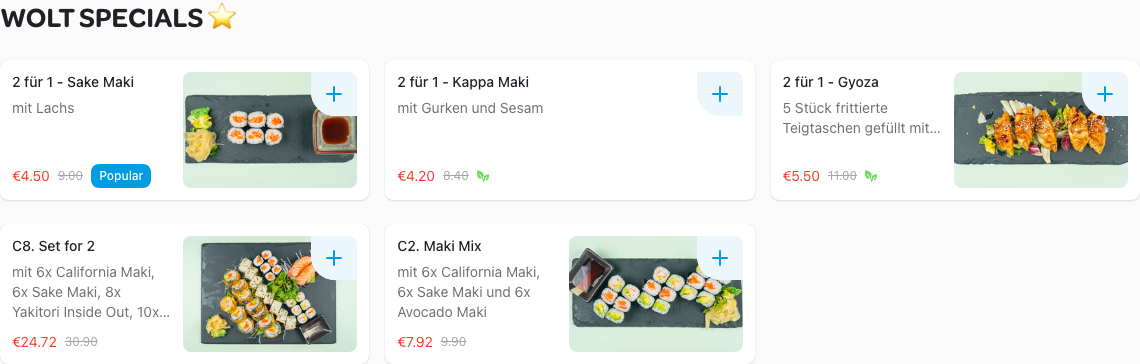 WOLT SPECIALS ⭐
2 für 1 - Sake Maki
mit Lachs
€4.50 9.00 Popular
2 für 1 - Kappa Maki
mit Gurken und Sesam
€4.20 8.40
2 für 1 - Gyoza
5 Stück frittierte
Teigtaschen gefüllt mit...
€5.50 11.00
C8. Set for 2
mit 6x California Maki,
6x Sake Maki, 8x
Yakitori Inside Out, 10x...
€24.72 30.90
C2. Maki Mix
mit 6x California Maki,
6x Sake Maki und 6x
Avocado Maki
€7.92 9.90